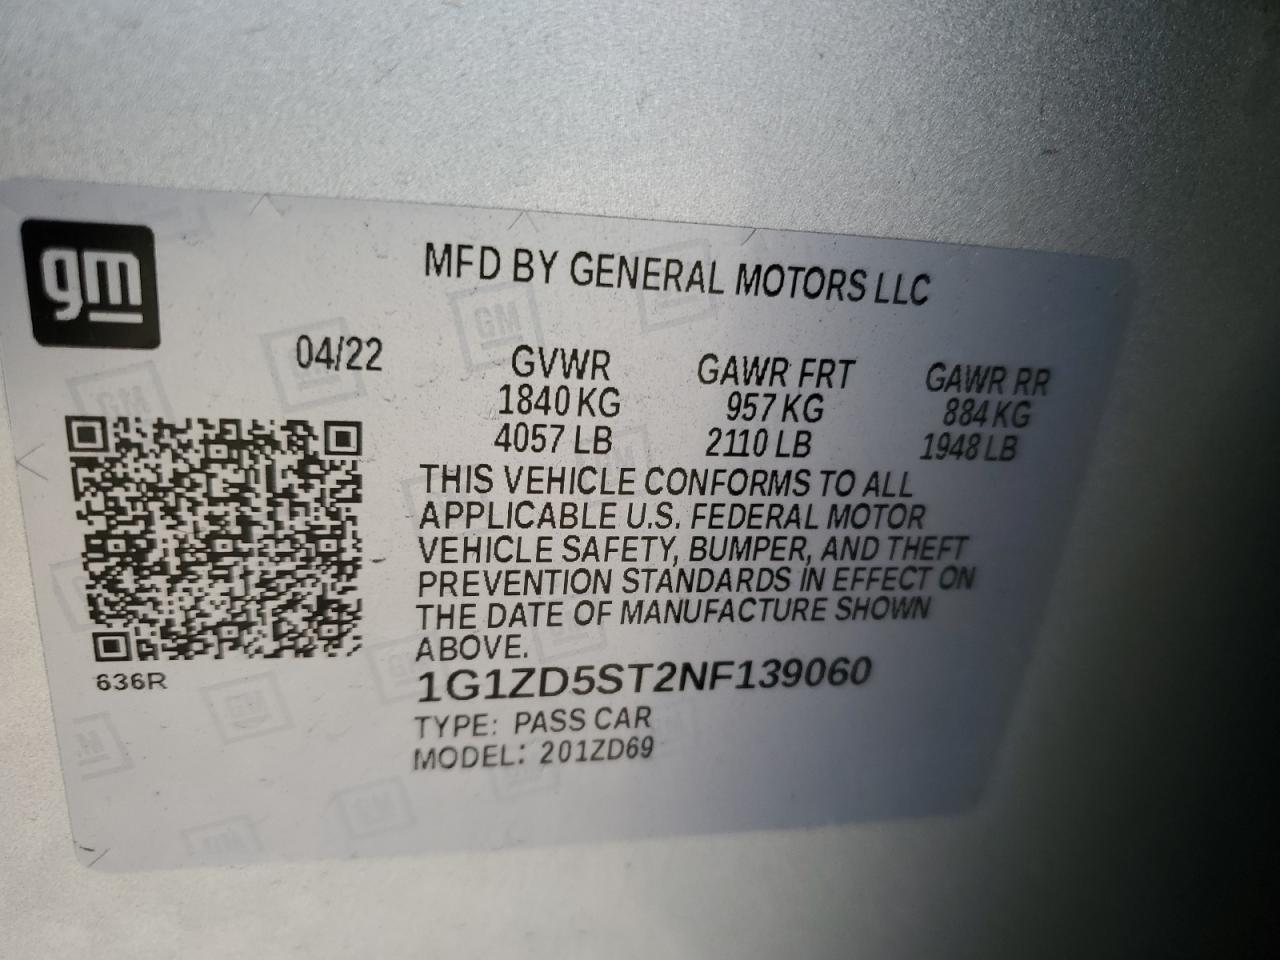 gm
MFD BY GENERAL MOTORS LLC
04/22 GVWR GAWR FRT GAWR RR
1840 KG 957 KG 884 KG
4057 LB 2110 LB 1948 LB
THIS VEHICLE CONFORMS TO ALL
APPLICABLE U.S. FEDERAL MOTOR
VEHICLE SAFETY, BUMPER, AND THEFT
PREVENTION STANDARDS IN EFFECT ON
THE DATE OF MANUFACTURE SHOWN
ABOVE.
636R
1G1ZD5ST2NF139060
TYPE: PASS CAR
MODEL: 201ZD69